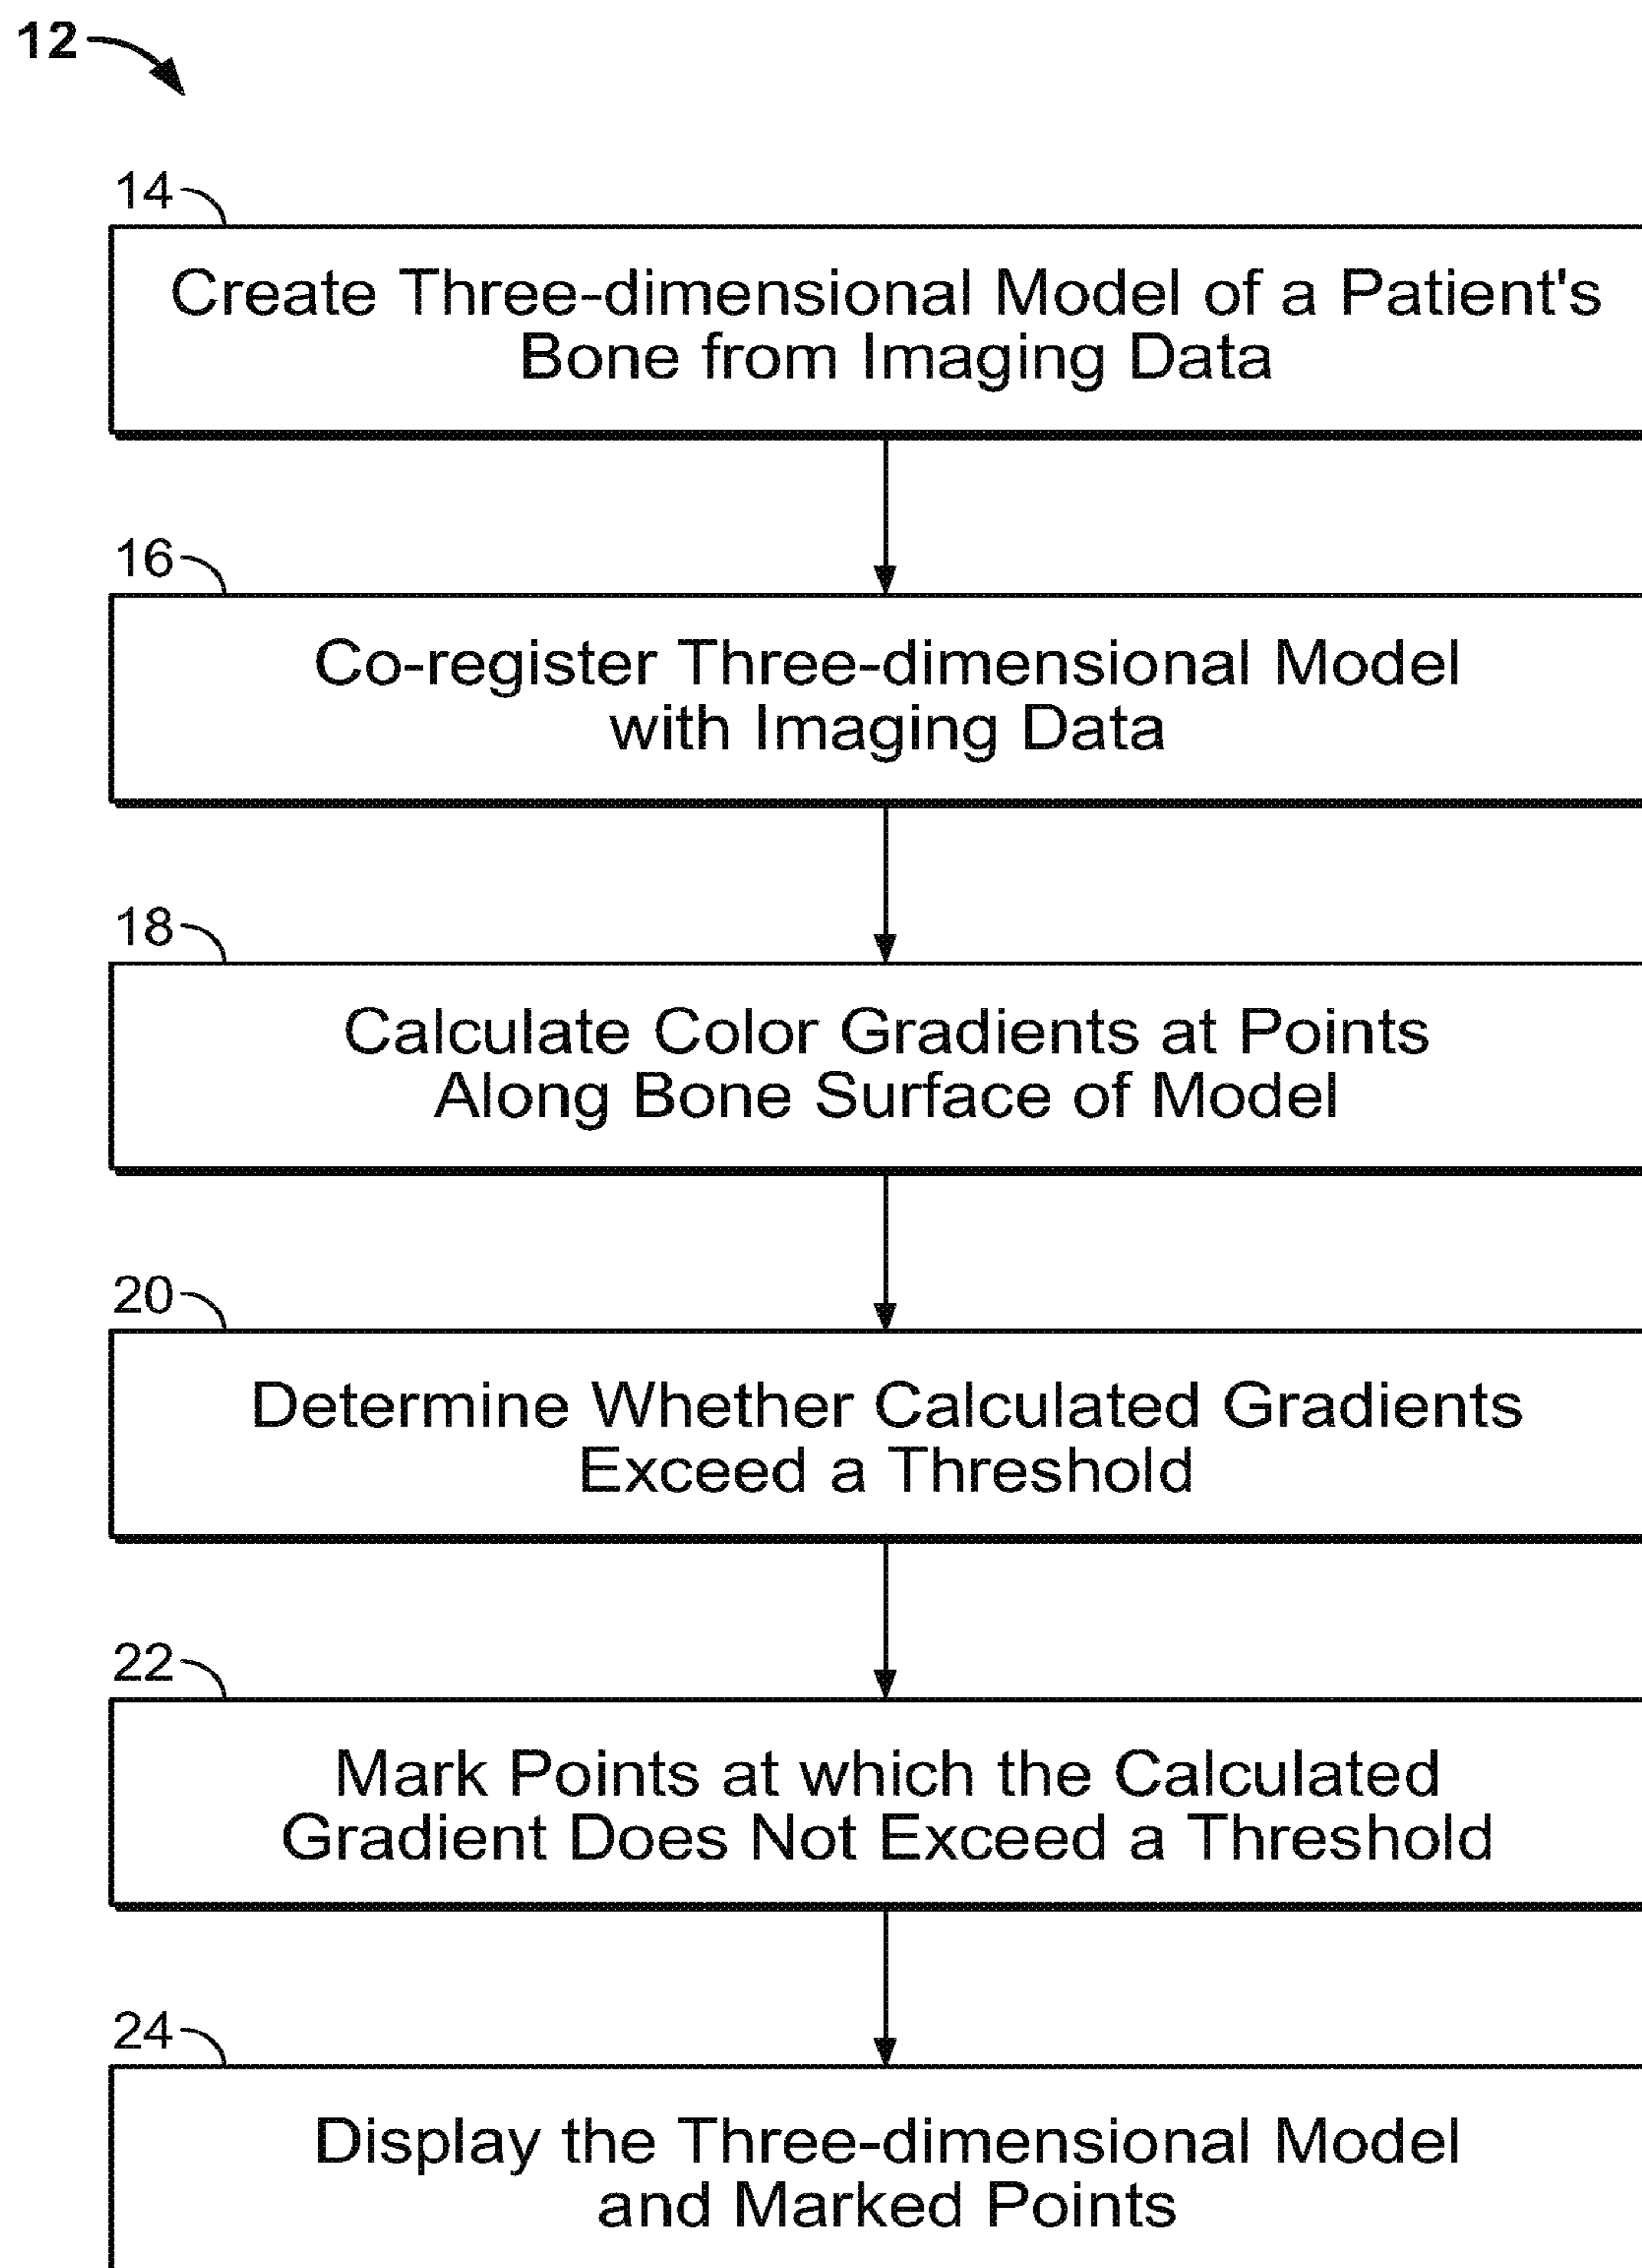 12
14
Create Three-dimensional Model of a Patient's
Bone from Imaging Data
16
Co-register Three-dimensional Model
with Imaging Data
18
Calculate Color Gradients at Points
Along Bone Surface of Model
20
Determine Whether Calculated Gradients
Exceed a Threshold
22
Mark Points at which the Calculated
Gradient Does Not Exceed a Threshold
24
Display the Three-dimensional Model
and Marked Points